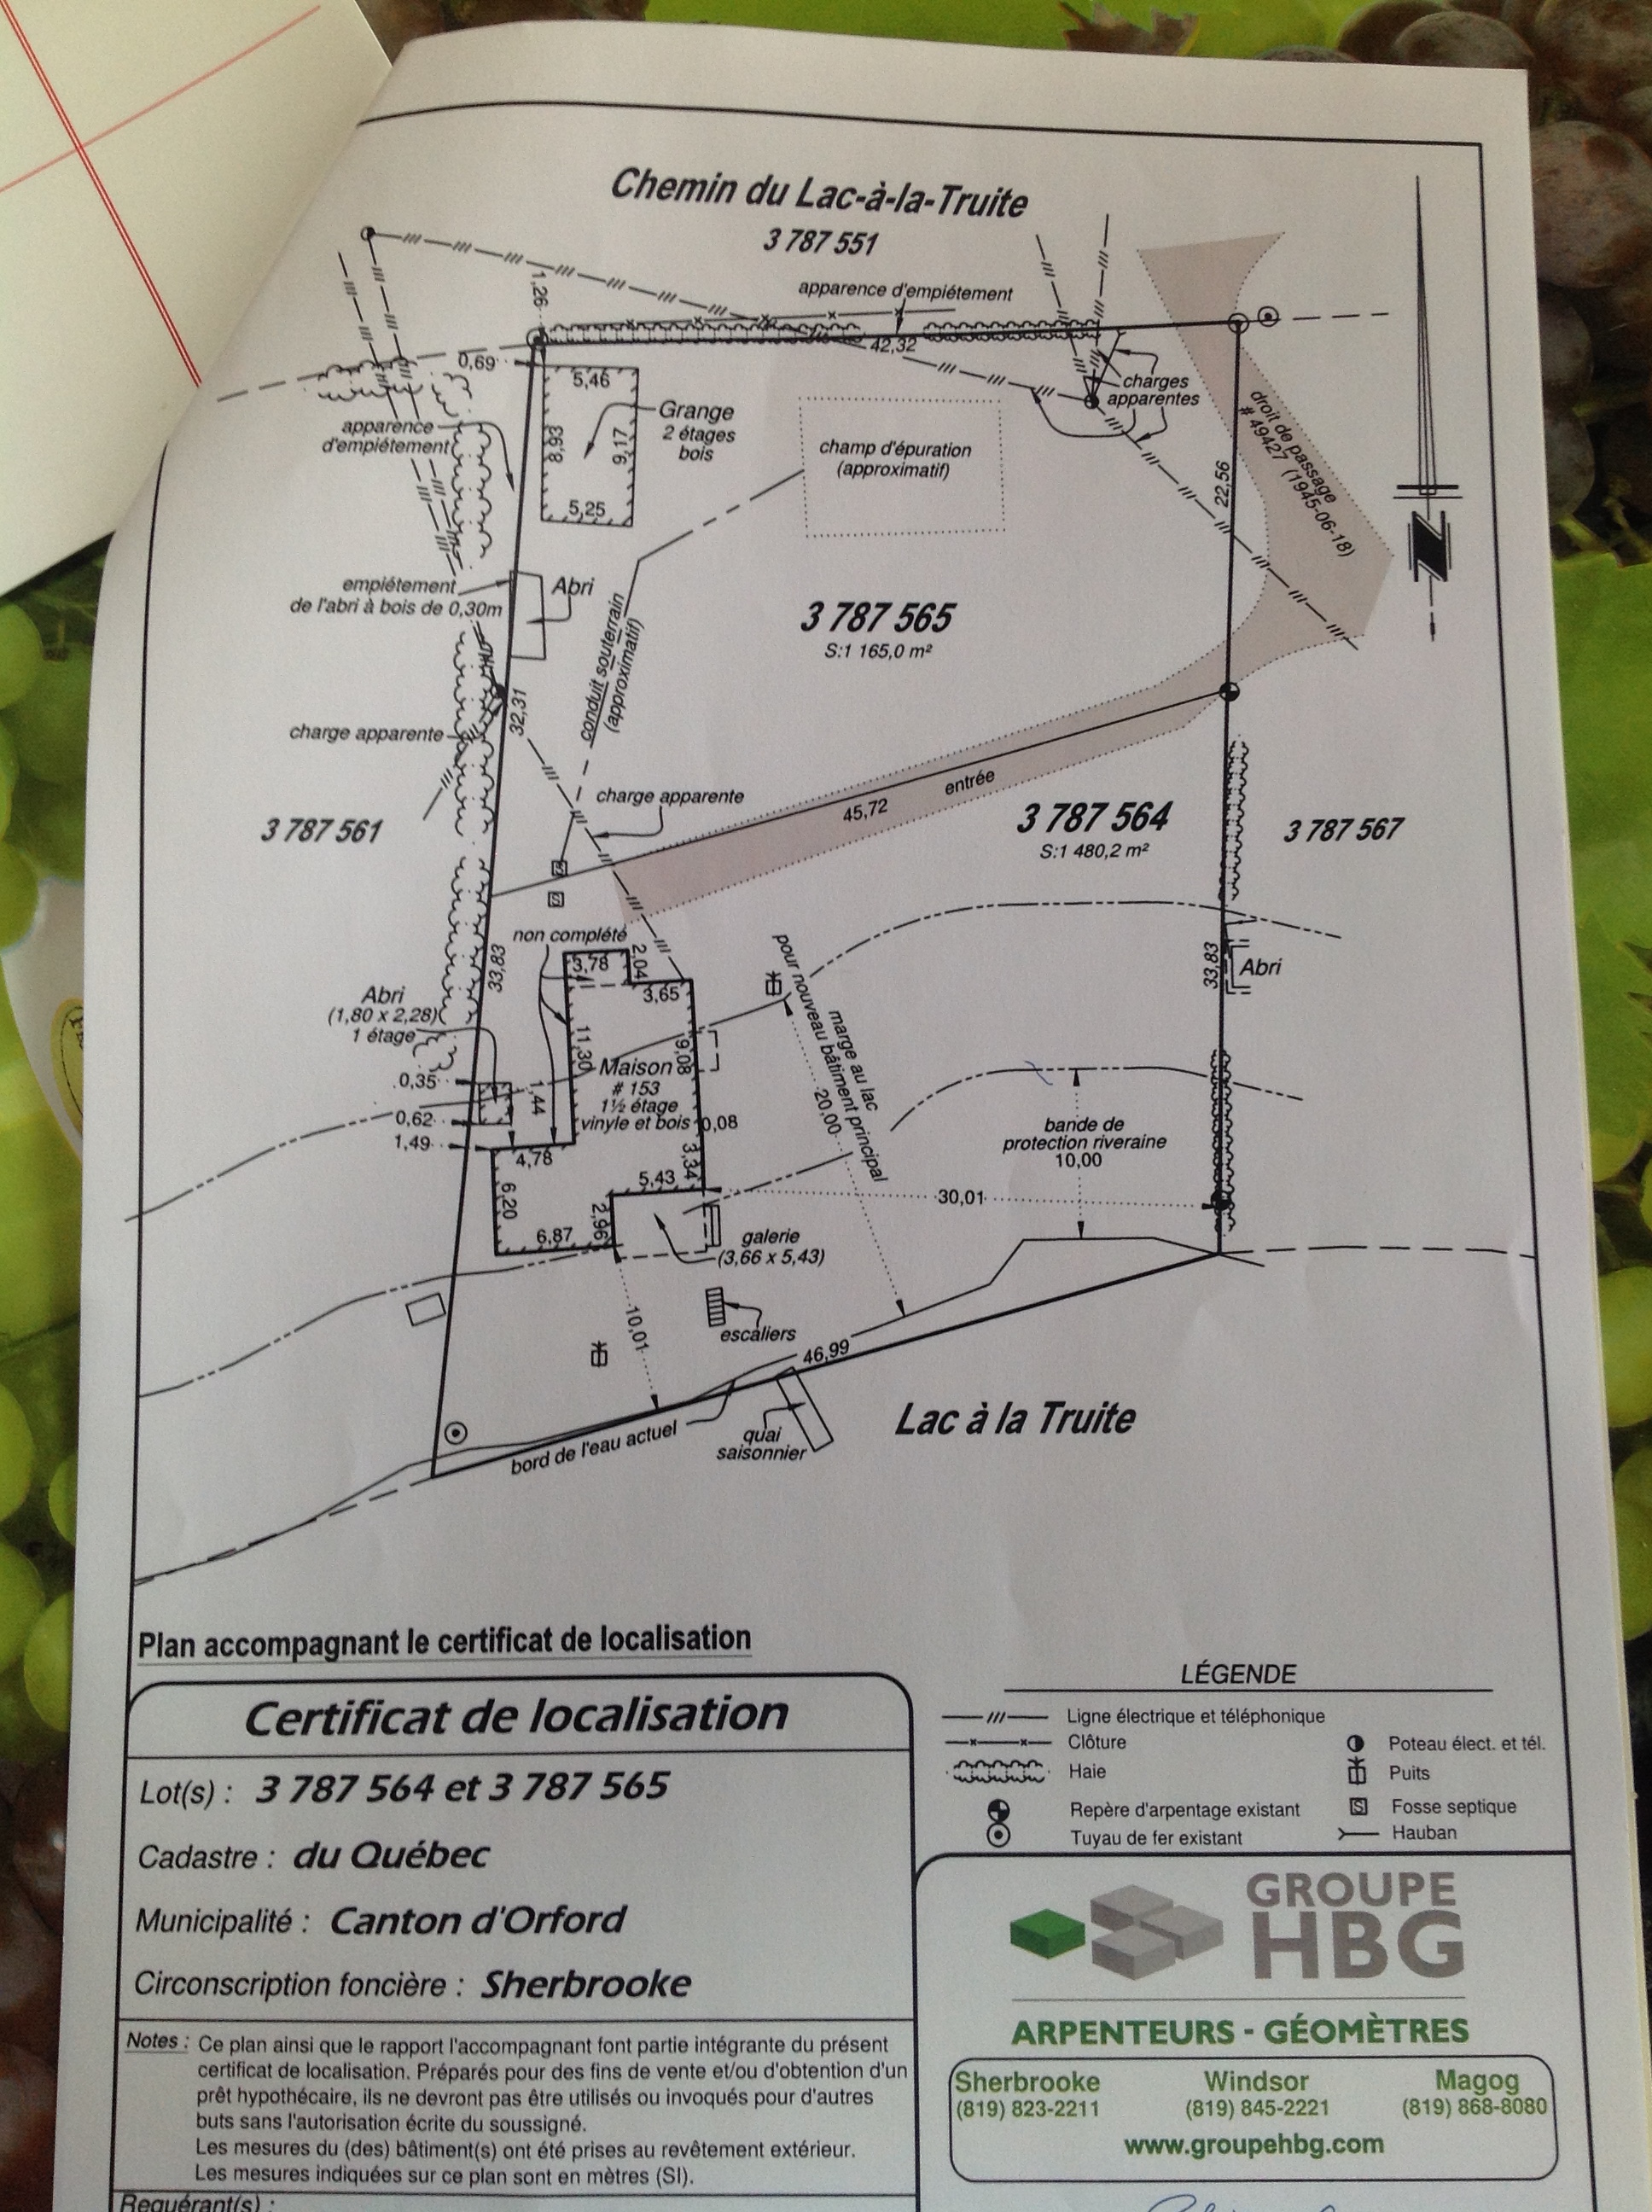 Chemin du Lac-à-la-Truite
3 787 551
apparence d'empiétement
1,26
42,32
0,69
5,46
Grange
2 étages
bois
8,93
9,17
5,25
apparence
d'empiétement
charges
apparentes
champ d'épuration
(approximatif)
droit de passage
# 49427 (1945-06-18)
22,56
empiétement
de l'abri à bois de 0,30m
Abri
conduit souterrain
(approximatif)
3 787 565
S:1 165,0 m²
32,31
charge apparente
charge apparente
entrée
45,72
3 787 561
3 787 564
S:1 480,2 m²
3 787 567
S
S
non complété
3,78
2,04
3,65
33,83
33,83
Abri
Abri
(1,80 x 2,28)
1 étage
11,30
9,08
Maison
# 153
1½ étage
vinyle et bois
0,08
0,35
0,62
1,49
1,44
4,78
3,34
5,43
6,20
2,96
6,87
pour nouveau bâtiment principal
marge au lac
20,00
bande de
protection riveraine
10,00
30,01
galerie
(3,66 x 5,43)
escaliers
10,01
46,99
bord de l'eau actuel
quai
saisonnier
Lac à la Truite
N
Plan accompagnant le certificat de localisation
Certificat de localisation
Lot(s) : 3 787 564 et 3 787 565
Cadastre : du Québec
Municipalité : Canton d'Orford
Circonscription foncière : Sherbrooke
Notes : Ce plan ainsi que le rapport l'accompagnant font partie intégrante du présent
certificat de localisation. Préparés pour des fins de vente et/ou d'obtention d'un
prêt hypothécaire, ils ne devront pas être utilisés ou invoqués pour d'autres
buts sans l'autorisation écrite du soussigné.
Les mesures du (des) bâtiment(s) ont été prises au revêtement extérieur.
Les mesures indiquées sur ce plan sont en mètres (SI).
Requérant(s) :
LÉGENDE
Ligne électrique et téléphonique
Clôture
Haie
Repère d'arpentage existant
Tuyau de fer existant
Poteau élect. et tél.
Puits
S Fosse septique
Hauban
GROUPE
HBG
ARPENTEURS - GÉOMÈTRES
Sherbrooke Windsor Magog
(819) 823-2211 (819) 845-2221 (819) 868-8080
www.groupehbg.com